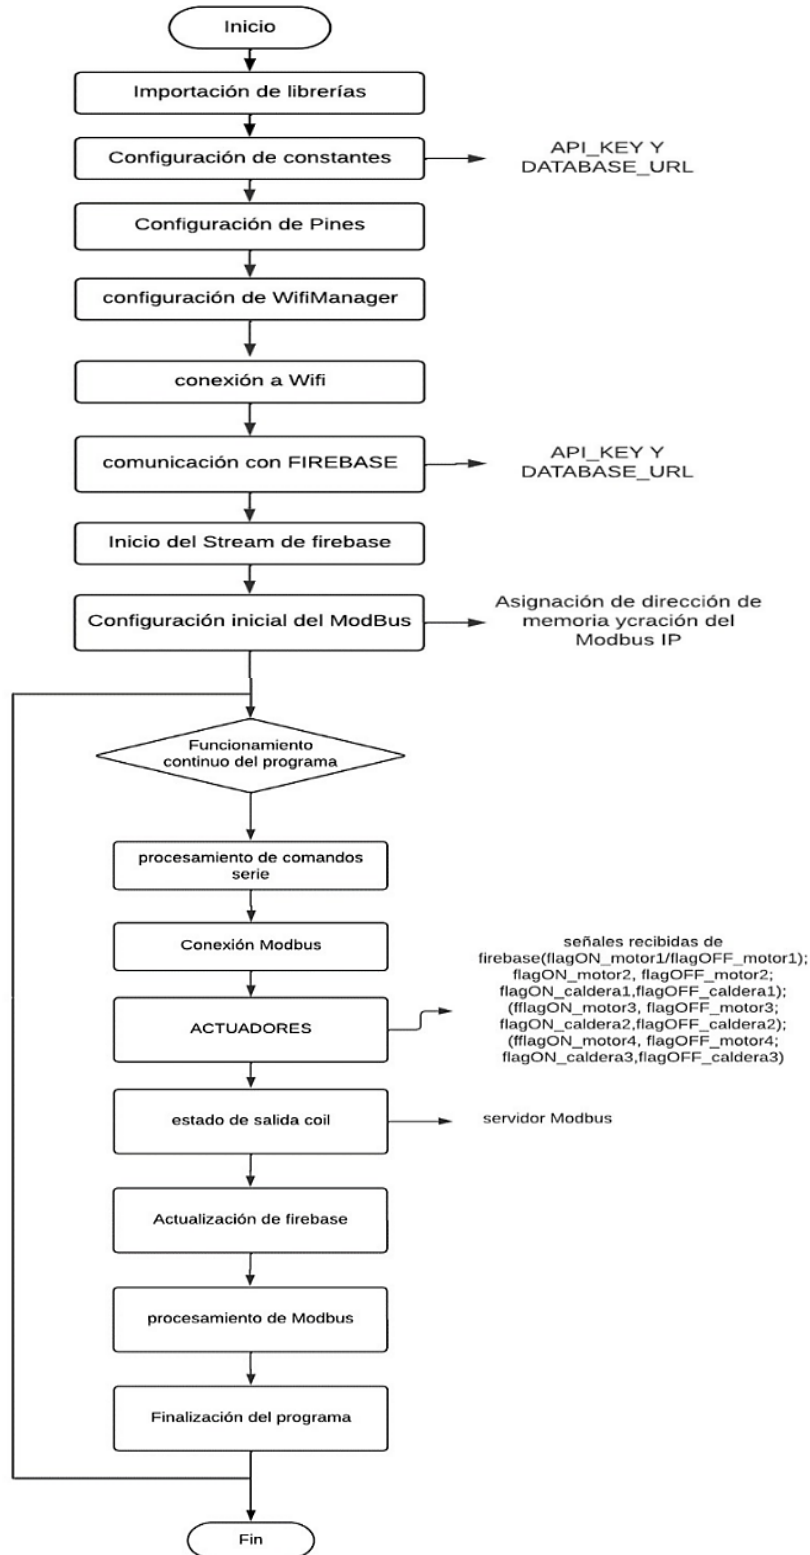 Inicio
Importación de librerías
Configuración de constantes
API_KEY Y
DATABASE_URL
Configuración de Pines
configuración de WifiManager
conexión a Wifi
comunicación con FIREBASE
API_KEY Y
DATABASE_URL
Inicio del Stream de firebase
Configuración inicial del ModBus
Asignación de dirección de
memoria ycración del
Modbus IP
Funcionamiento
continuo del programa
procesamiento de comandos
serie
Conexión Modbus
ACTUADORES
señales recibidas de
firebase(flagON_motor1/flagOFF_motor1);
flagON_motor2, flagOFF_motor2;
flagON_caldera1,flagOFF_caldera1);
(fflagON_motor3, flagOFF_motor3;
flagON_caldera2,flagOFF_caldera2);
(fflagON_motor4, flagOFF_motor4;
flagON_caldera3,flagOFF_caldera3)
estado de salida coil
servidor Modbus
Actualización de firebase
procesamiento de Modbus
Finalización del programa
Fin